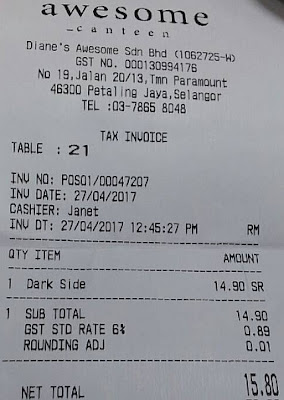 awesome
_canteen
Diane's Awesome Sdn Bhd (1062725-W)
GST NO. 000130994176
No 19,Jalan 20/13,Tmn Paramount
46300 Petaling Jaya,Selangor
TEL :03-7865 8048
TAX INVOICE
TABLE : 21
INV NO: POS01/00047207
INV DATE: 27/04/2017
CASHIER: Janet
INV DT: 27/04/2017 12:45:27 PM RM
QTY ITEM AMOUNT
1 Dark Side 14.90 SR
1 SUB TOTAL 14.90
GST STD RATE 6% 0.89
ROUNDING ADJ 0.01
NET TOTAL 15.80